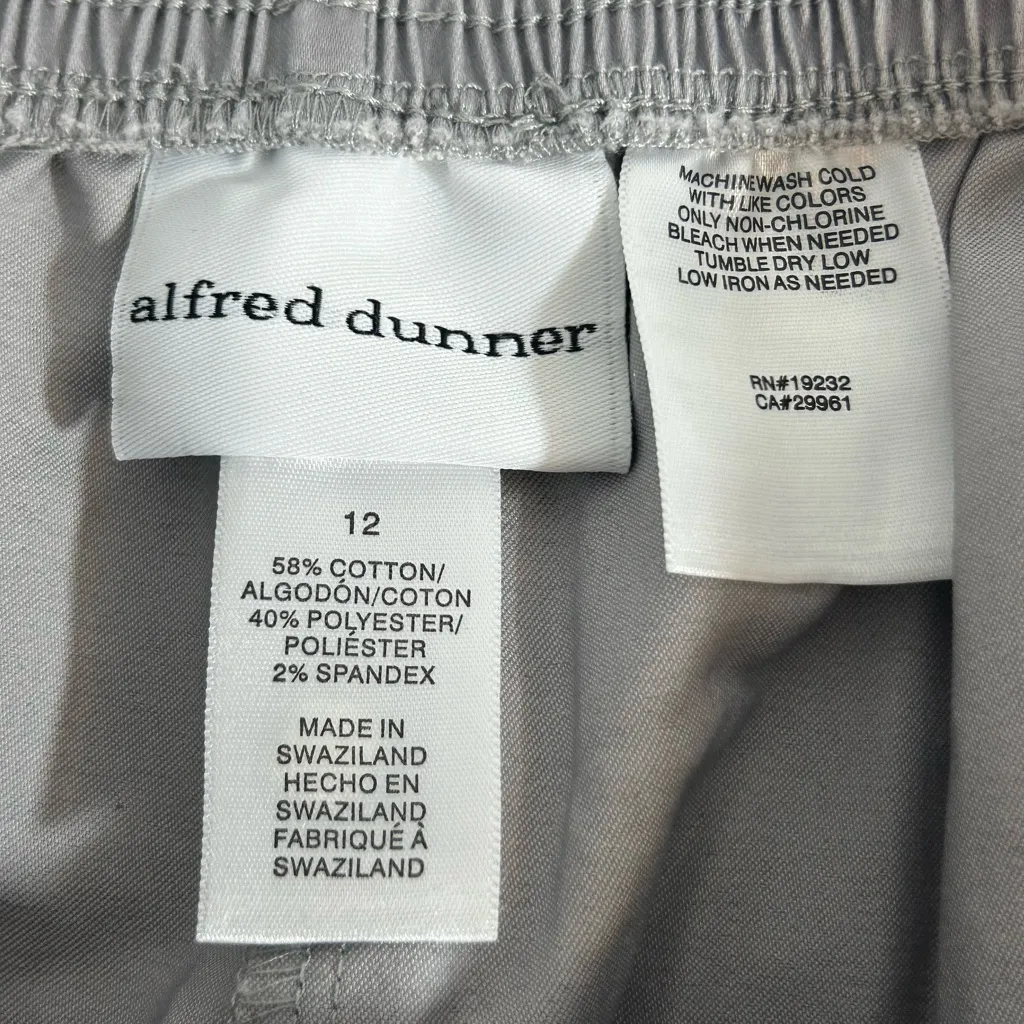 alfred dunner
12
58% COTTON/
ALGODÓN/COTON
40% POLYESTER/
POLIÉSTER
2% SPANDEX
MADE IN
SWAZILAND
HECHO EN
SWAZILAND
FABRIQUÉ À
SWAZILAND
MACHINEWASH COLD
WITH LIKE COLORS
ONLY NON-CHLORINE
BLEACH WHEN NEEDED
TUMBLE DRY LOW
LOW IRON AS NEEDED
RN#19232
CA#29961